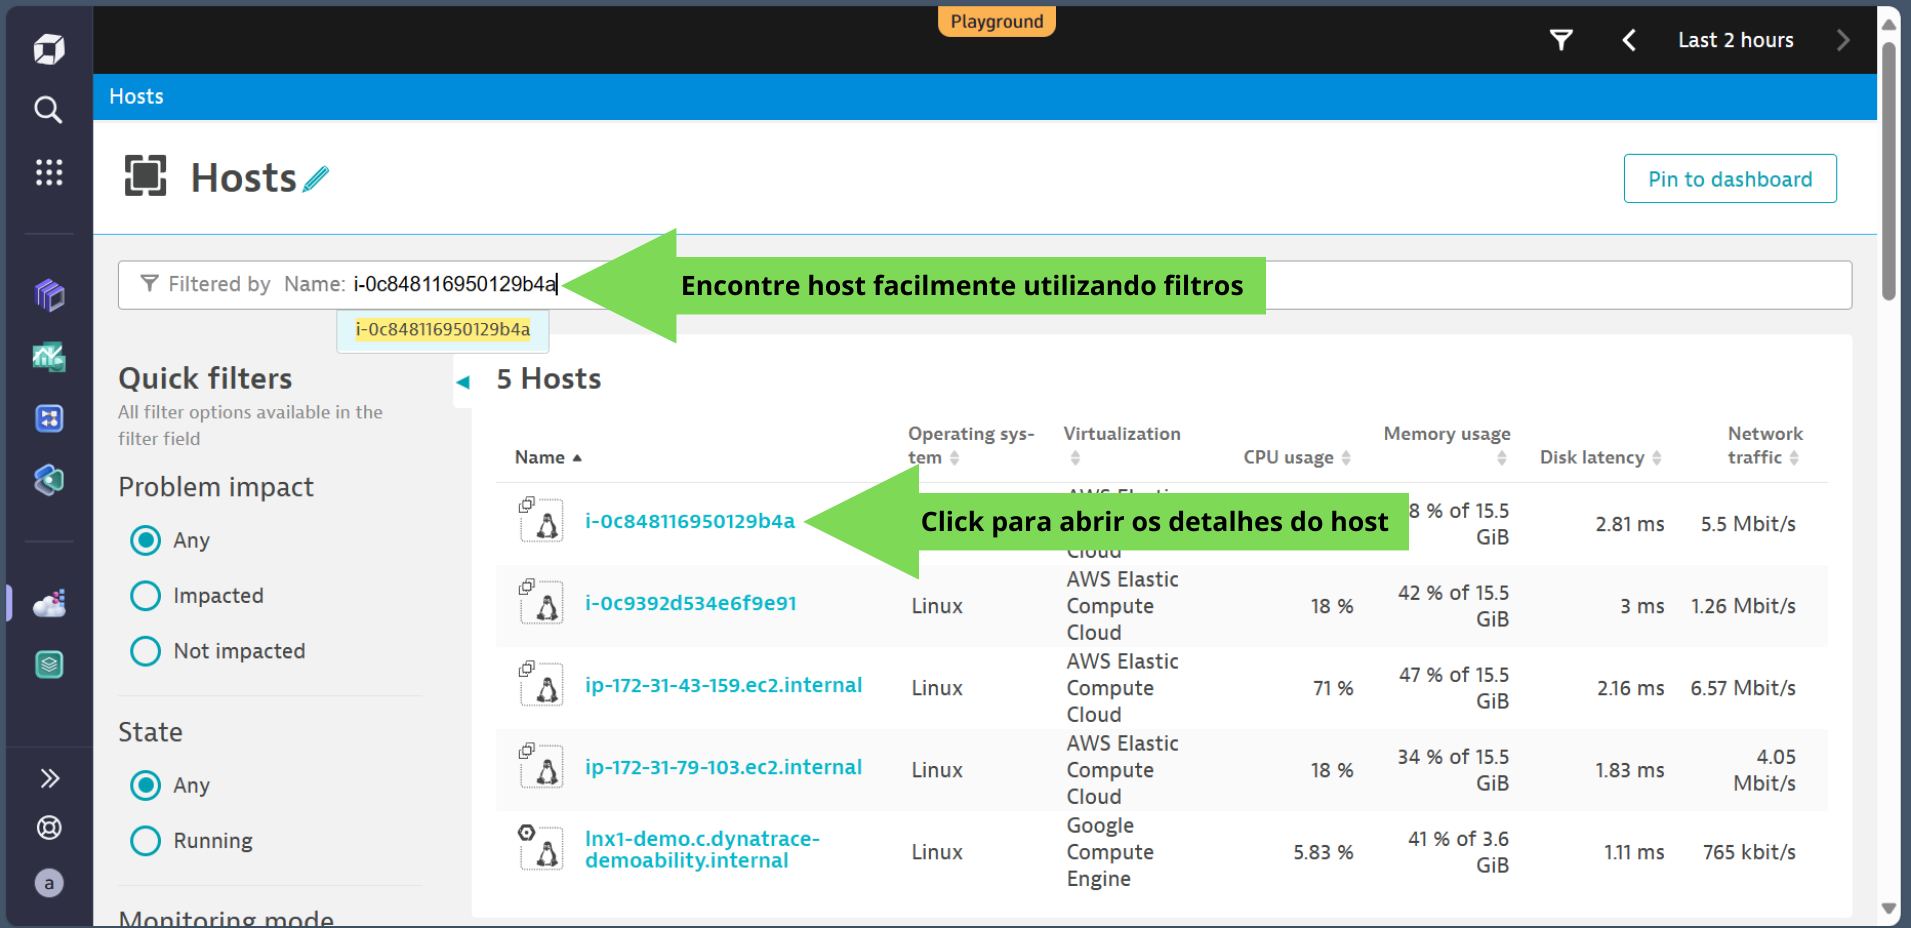 Playground
Last 2 hours
Hosts
Hosts
Pin to dashboard
Filtered by Name: i-0c848116950129b4a
Encontre host facilmente utilizando filtros
i-0c848116950129b4a
Quick filters
All filter options available in the
filter field
Problem impact
Any
Impacted
Not impacted
State
Any
Running
Monitoring mode
5 Hosts
Name
Operating sys-
tem
Virtualization
CPU usage
Memory usage
Disk latency
Network
traffic
i-0c848116950129b4a
Click para abrir os detalhes do host
Cloud
8 % of 15.5
GiB
2.81 ms
5.5 Mbit/s
i-0c9392d534e6f9e91
Linux
AWS Elastic
Compute
Cloud
18 %
42 % of 15.5
GiB
3 ms
1.26 Mbit/s
ip-172-31-43-159.ec2.internal
Linux
AWS Elastic
Compute
Cloud
71 %
47 % of 15.5
GiB
2.16 ms
6.57 Mbit/s
ip-172-31-79-103.ec2.internal
Linux
AWS Elastic
Compute
Cloud
18 %
34 % of 15.5
GiB
1.83 ms
4.05
Mbit/s
lnx1-demo.c.dynatrace-
demoability.internal
Linux
Google
Compute
Engine
5.83 %
41 % of 3.6
GiB
1.11 ms
765 kbit/s
a